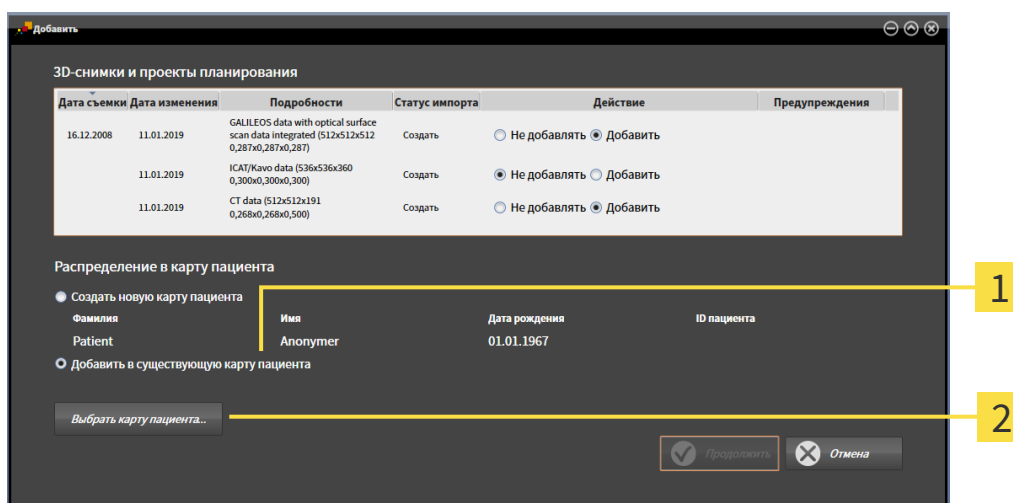 Добавить
3D-снимки и проекты планирования
Дата съемки Дата изменения Подробности Статус импорта Действие Предупреждения
GALILEOS data with optical surface
16.12.2008 11.01.2019 scan data integrated (512x512x512 Создать Не добавлять Добавить
0,287x0,287x0,287)
ICAT/Kavo data (536x536x360
11.01.2019 Создать Не добавлять Добавить
0,300x0,300x0,300)
CT data (512x512x191
11.01.2019 Создать Не добавлять Добавить
0,268x0,268x0,500)
Распределение в карту пациента
Создать новую карту пациента
1
Фамилия Имя Дата рождения ID пациента
Patient Anonymer 01.01.1967
Добавить в существующую карту пациента
Выбрать карту пациента...
2
Продолжить Отмена